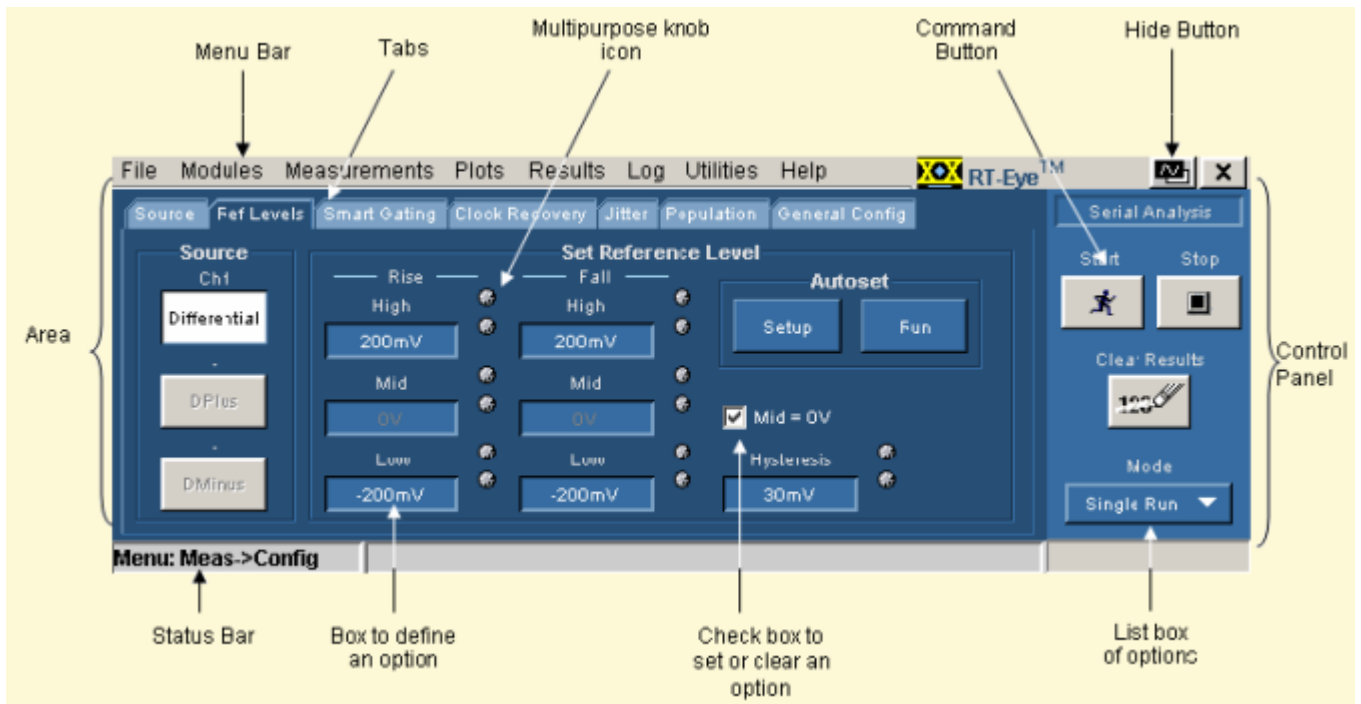 Multipurpose knob
icon
Command
Button
Hide Button
Menu Bar
Tabs
File Modules Measurements Plots Results Log Utilities Help
RT-Eye™
Source Ref Levels Smart Gating Clock Recovery Jitter Population General Config
Serial Analysis
Area
Source
Ch1
Differential
-
DPlus
-
DMinus
Set Reference Level
Rise
High
200mV
Mid
0V
Low
-200mV
Fall
High
200mV
Mid
0V
Low
-200mV
Autoset
Setup Run
Mid = 0V
Hysteresis
30mV
Start Stop
Clear Results
123
Mode
Single Run
Control
Panel
Menu: Meas->Config
Status Bar
Box to define
an option
Check box to
set or clear an
option
List box
of options